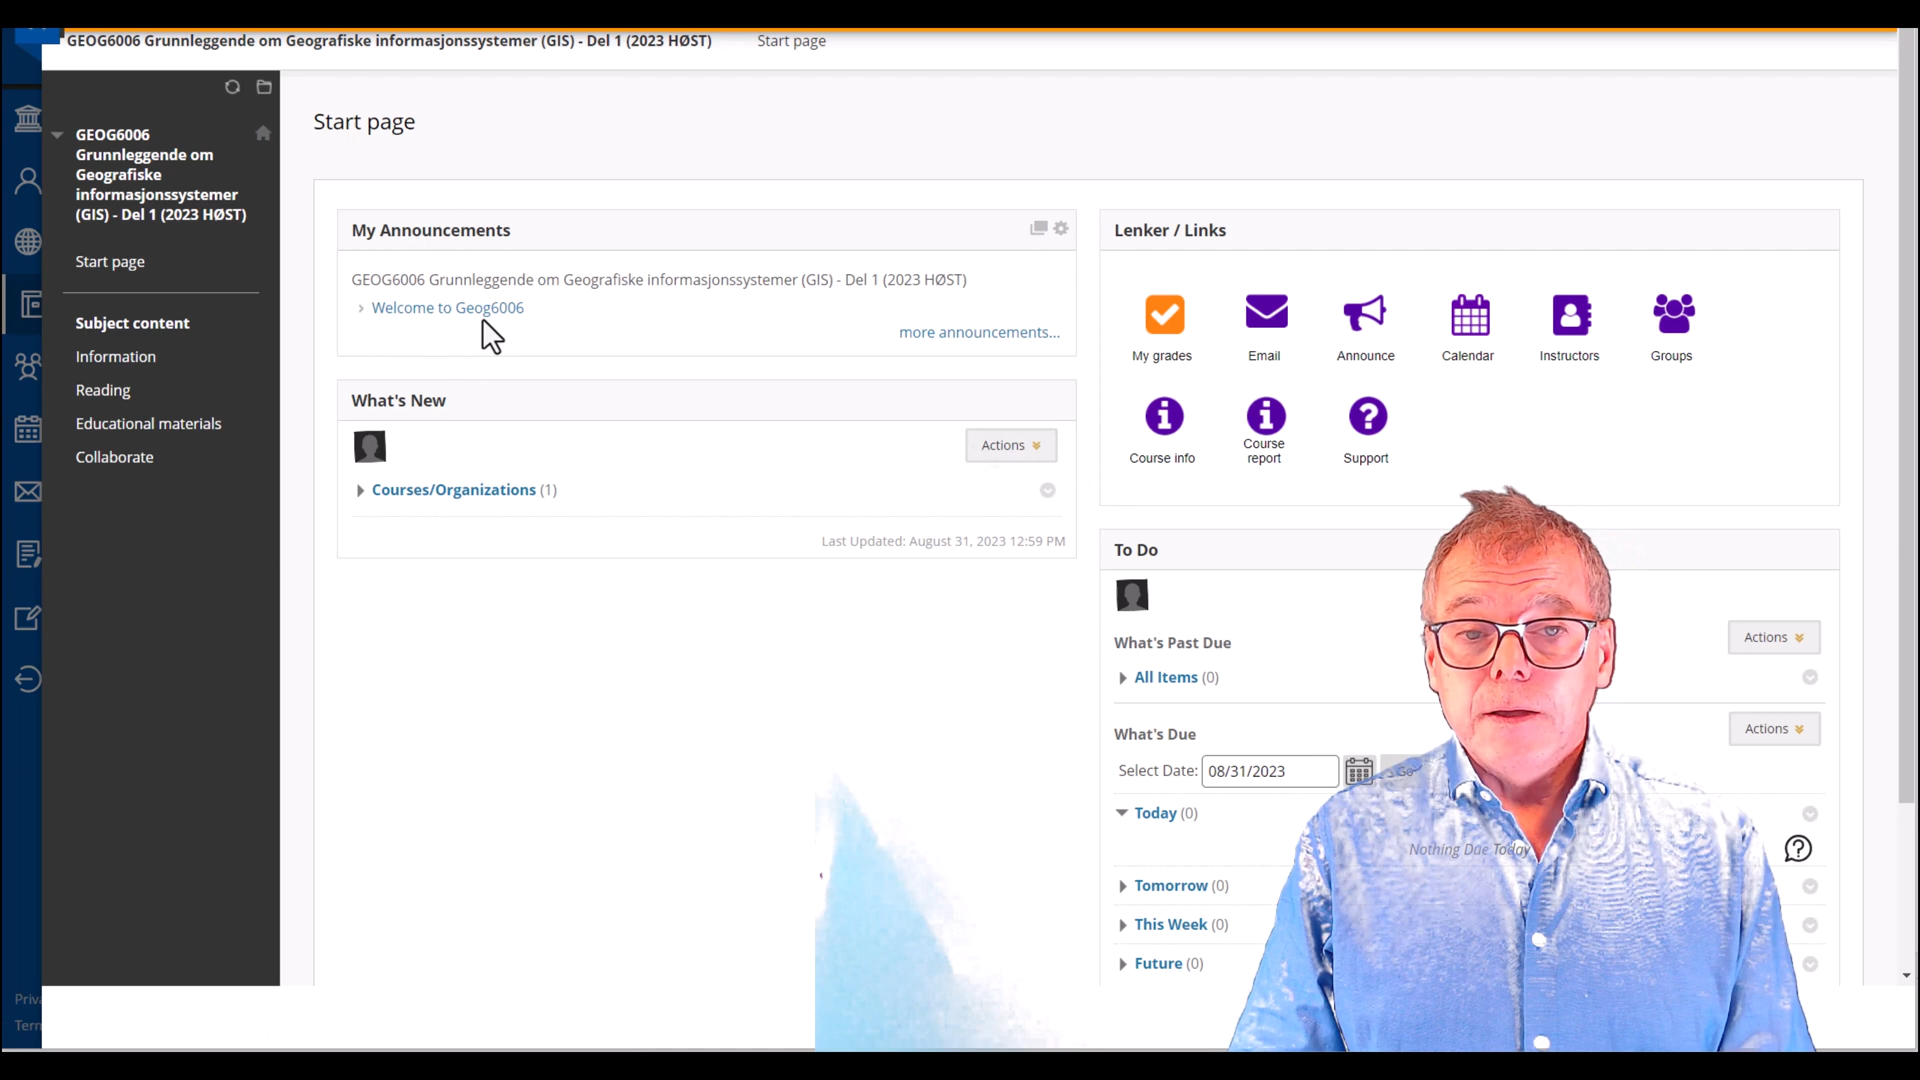 GEOG6006 Grunnleggende om Geografiske informasjonssystemer (GIS) - Del 1 (2023 HØST) Start page
GEOG6006
Grunnleggende om
Geografiske
informasjonssystemer
(GIS) - Del 1 (2023 HØST)
Start page
Subject content
Information
Reading
Educational materials
Collaborate
Start page
My Announcements
GEOG6006 Grunnleggende om Geografiske informasjonssystemer (GIS) - Del 1 (2023 HØST)
Welcome to Geog6006
more announcements...
What's New
Actions
Courses/Organizations (1)
Last Updated: August 31, 2023 12:59 PM
Lenker / Links
My grades
Email
Announce
Calendar
Instructors
Groups
Course info
Course
report
Support
To Do
What's Past Due
Actions
All Items (0)
What's Due
Actions
Select Date: 08/31/2023
Go
Today (0)
Nothing Due Today
Tomorrow (0)
This Week (0)
Future (0)